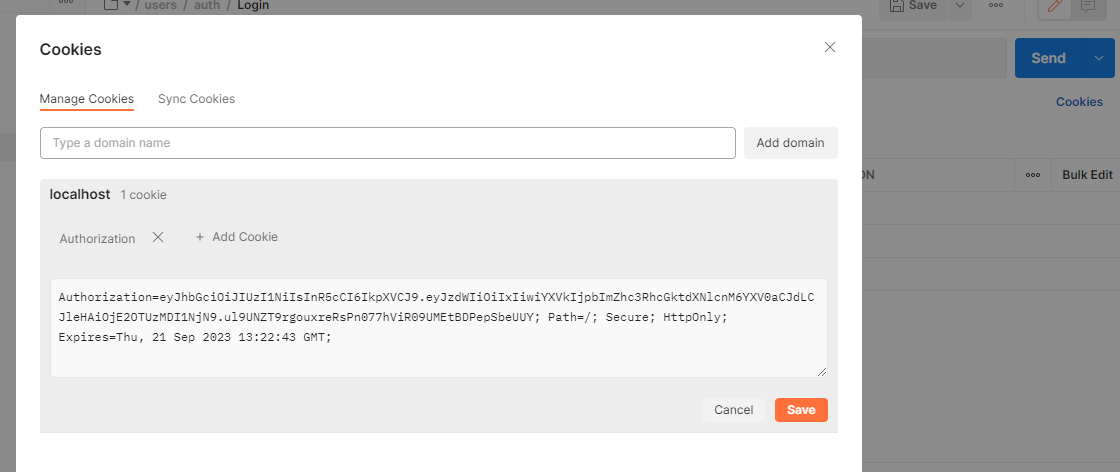 / users / auth / Login
Save
Cookies
Send
Manage Cookies
Sync Cookies
Cookies
Type a domain name
Add domain
ON
Bulk Edit
localhost 1 cookie
Authorization
+ Add Cookie
Authorization=eyJhbGciOiJIUzI1NiIsInR5cCI6IkpXVCJ9.eyJzdWIiOiIxIiwiYXVkIjpbImZhc3RhcGktdXNlcnM6YXV0aCJdLC
JleHAiOjE2OTUzMDI1NjN9.ul9UNZT9rgouxreRsPn077hViR09UMEtBDPepSbeUUY; Path=/; Secure; HttpOnly;
Expires=Thu, 21 Sep 2023 13:22:43 GMT;
Cancel
Save